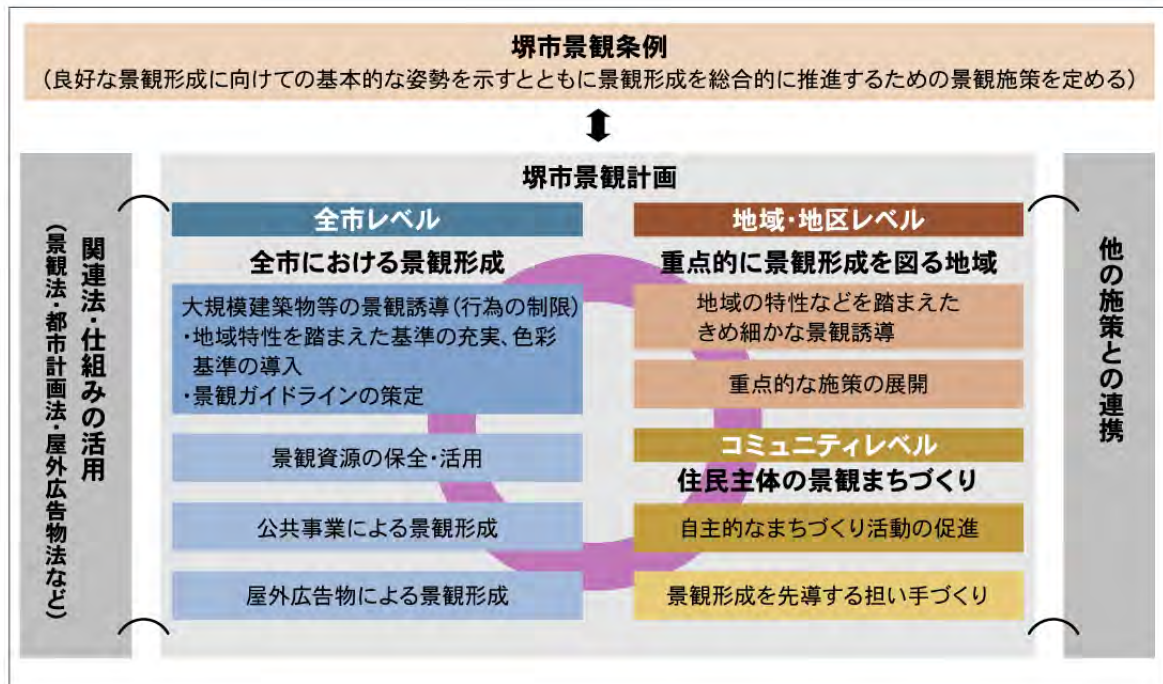 堺市景観条例
（良好な景観形成に向けての基本的な姿勢を示すとともに景観形成を総合的に推進するための景観施策を定める）
関連法・仕組みの活用
（景観法・都市計画法・屋外広告物法など）
堺市景観計画
全市レベル
全市における景観形成
大規模建築物等の景観誘導（行為の制限）
・地域特性を踏まえた基準の充実、色彩
基準の導入
・景観ガイドラインの策定
景観資源の保全・活用
公共事業による景観形成
屋外広告物による景観形成
地域・地区レベル
重点的に景観形成を図る地域
地域の特性などを踏まえた
きめ細かな景観誘導
重点的な施策の展開
コミュニティレベル
住民主体の景観まちづくり
自主的なまちづくり活動の促進
景観形成を先導する担い手づくり
他の施策との連携